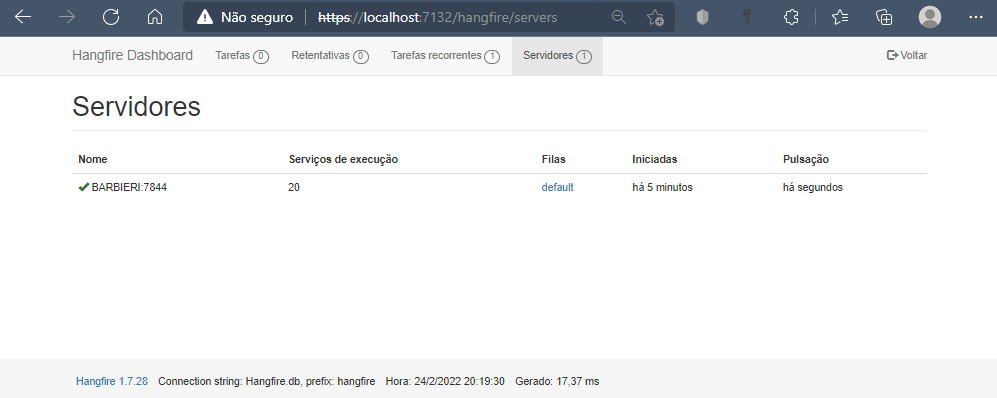 Não seguro https://localhost:7132/hangfire/servers
Hangfire Dashboard Tarefas 0 Retentativas 0 Tarefas recorrentes 1 Servidores 1 Voltar
Servidores
Nome Serviços de execução Filas Iniciadas Pulsação
BARBIERI:7844 20 default há 5 minutos há segundos
Hangfire 1.7.28 Connection string: Hangfire.db, prefix: hangfire Hora: 24/2/2022 20:19:30 Gerado: 17,37 ms